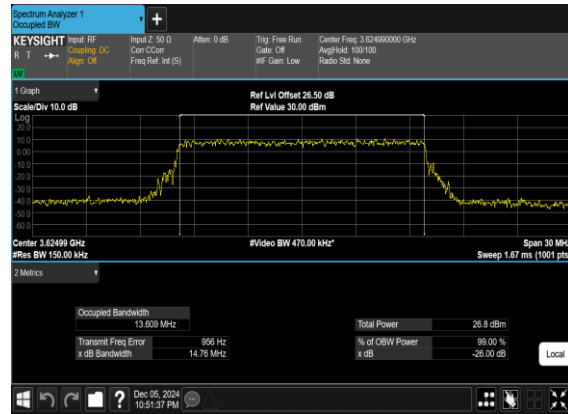 Spectrum Analyzer 1
Occupied BW
+
KEYSIGHT Input: RF Input Z: 50 Ω Atten: 0 dB Trig: Free Run Center Freq: 3.624990000 GHz
R T Coupling: DC Corr CCorr Gate: Off Avg|Hold: 100/100
Align: Off Freq Ref: Int (S) #IF Gain: Low Radio Std: None
LXI
1 Graph
Ref Lvl Offset 26.50 dB
Scale/Div 10.0 dB Ref Value 30.00 dBm
Log
20.0
10.0
0.00
-10.0
-20.0
-30.0
-40.0
-50.0
-60.0
Center 3.62499 GHz #Video BW 470.00 kHz* Span 30 MHz
#Res BW 150.00 kHz Sweep 1.67 ms (1001 pts
2 Metrics
Occupied Bandwidth
13.609 MHz Total Power 26.8 dBm
Transmit Freq Error 956 Hz % of OBW Power 99.00 %
x dB Bandwidth 14.76 MHz x dB -26.00 dB
Local
? Dec 05, 2024
10:51:37 PM